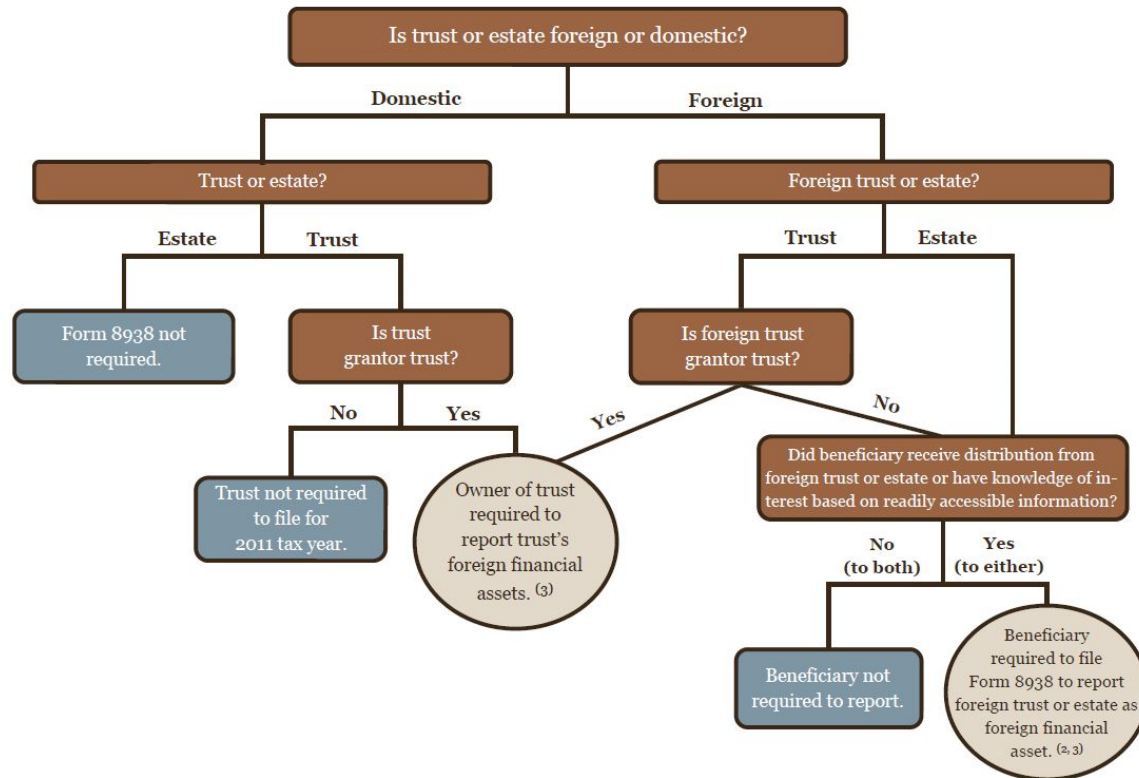 Is trust or estate foreign or domestic?
Domestic
Foreign
Trust or estate?
Foreign trust or estate?
Estate
Trust
Trust
Estate
Form 8938 not
required.
Is trust
grantor trust?
Is foreign trust
grantor trust?
No
Yes
Yes
No
Trust not required
to file for
2011 tax year.
Owner of trust
required to
report trust's
foreign financial
assets. (3)
Did beneficiary receive distribution from
foreign trust or estate or have knowledge of in-
terest based on readily accessible information?
No
(to both)
Yes
(to either)
Beneficiary not
required to report.
Beneficiary
required to file
Form 8938 to report
foreign trust or estate as
foreign financial
asset. (2, 3)